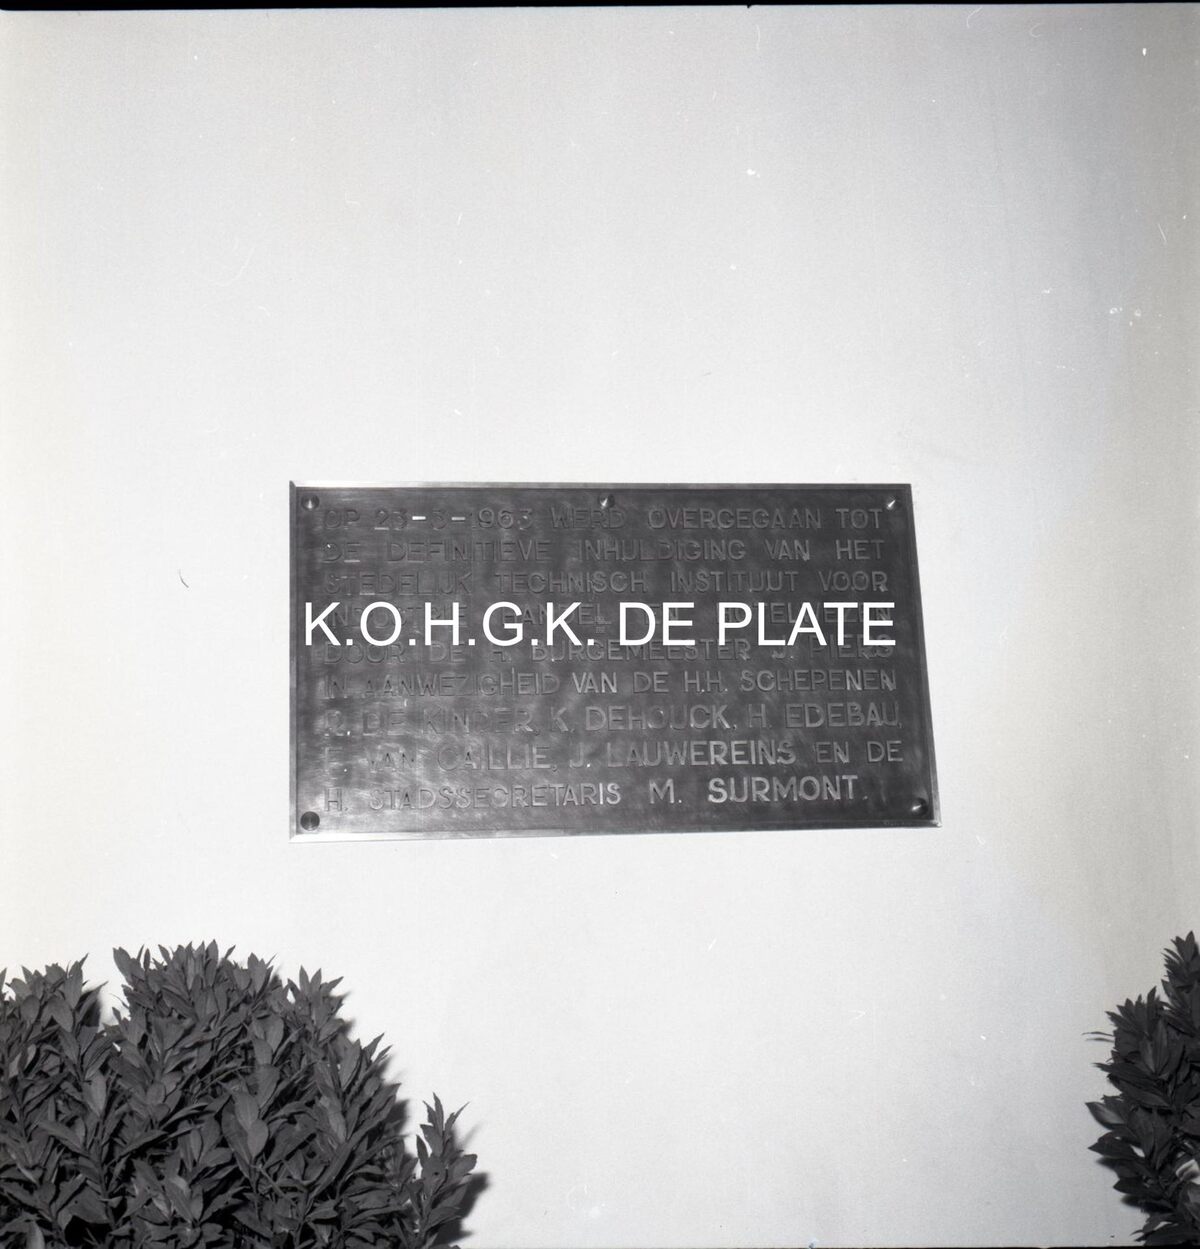 OP 23-3-1963 WERD OVERGEGAAN TOT
DE DEFINITIEVE INHULDIGING VAN HET
STEDELIJK TECHNISCH INSTITUUT VOOR
K.O.H.G.K. DE PLATE
DOOR DE H. BURGEMEESTER J. PIERS
IN AANWEZIGHEID VAN DE H.H. SCHEPENEN
DE KINDER, K. DEHOUCK, H. EDEBAU,
VAN CAILLIE, J. LAUWEREINS EN DE
H. STADSSECRETARIS M. SURMONT.